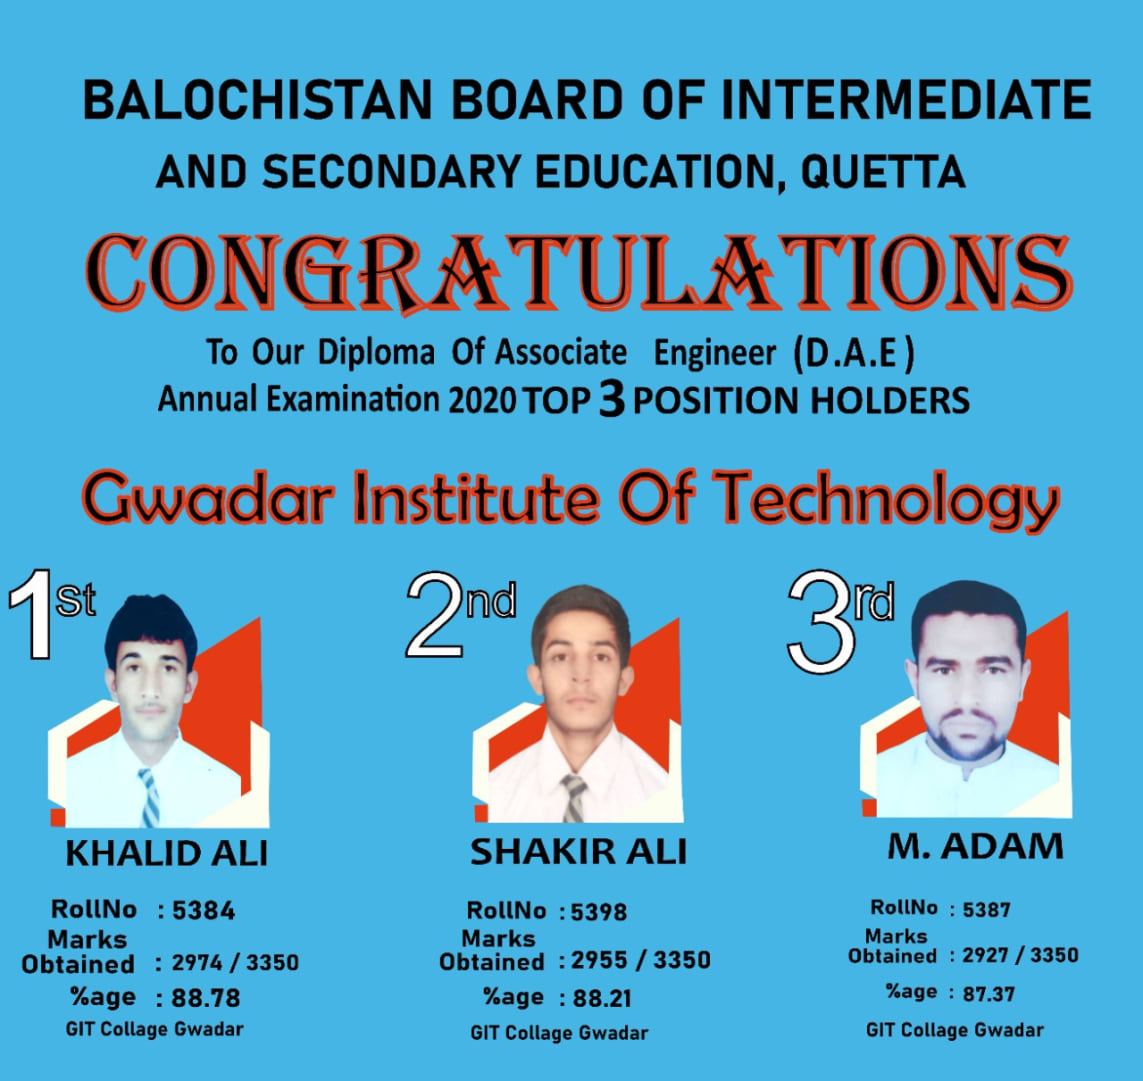 BALOCHISTAN BOARD OF INTERMEDIATE
AND SECONDARY EDUCATION, QUETTA
CONGRATULATIONS
To Our Diploma Of Associate Engineer (D.A.E)
Annual Examination 2020 TOP 3 POSITION HOLDERS
Gwadar Institute Of Technology
1st
KHALID ALI
RollNo : 5384
Marks
Obtained : 2974 / 3350
%age : 88.78
GIT Collage Gwadar
2nd
SHAKIR ALI
RollNo : 5398
Marks
Obtained : 2955 / 3350
%age : 88.21
GIT Collage Gwadar
3rd
M. ADAM
RollNo : 5387
Marks
Obtained : 2927 / 3350
%age : 87.37
GIT Collage Gwadar